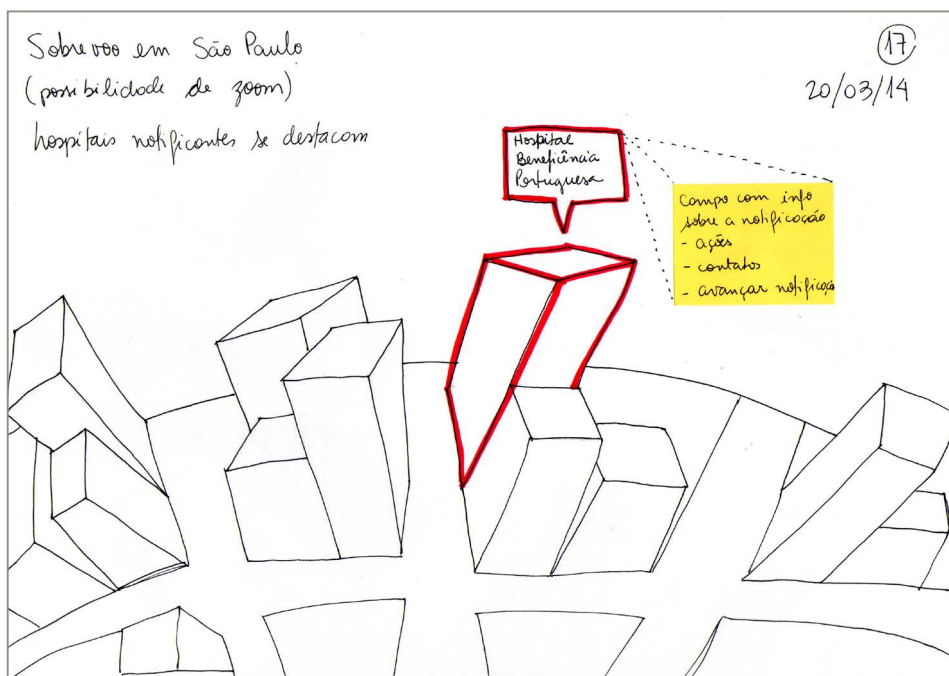 Sobrevoo em São Paulo
(possibilidade de zoom)
hospitais notificantes se destacam
17
20/03/14
Hospital
Beneficência
Portuguesa
Campo com info
sobre a notificação
- ações
- contatos
- avançar notificação